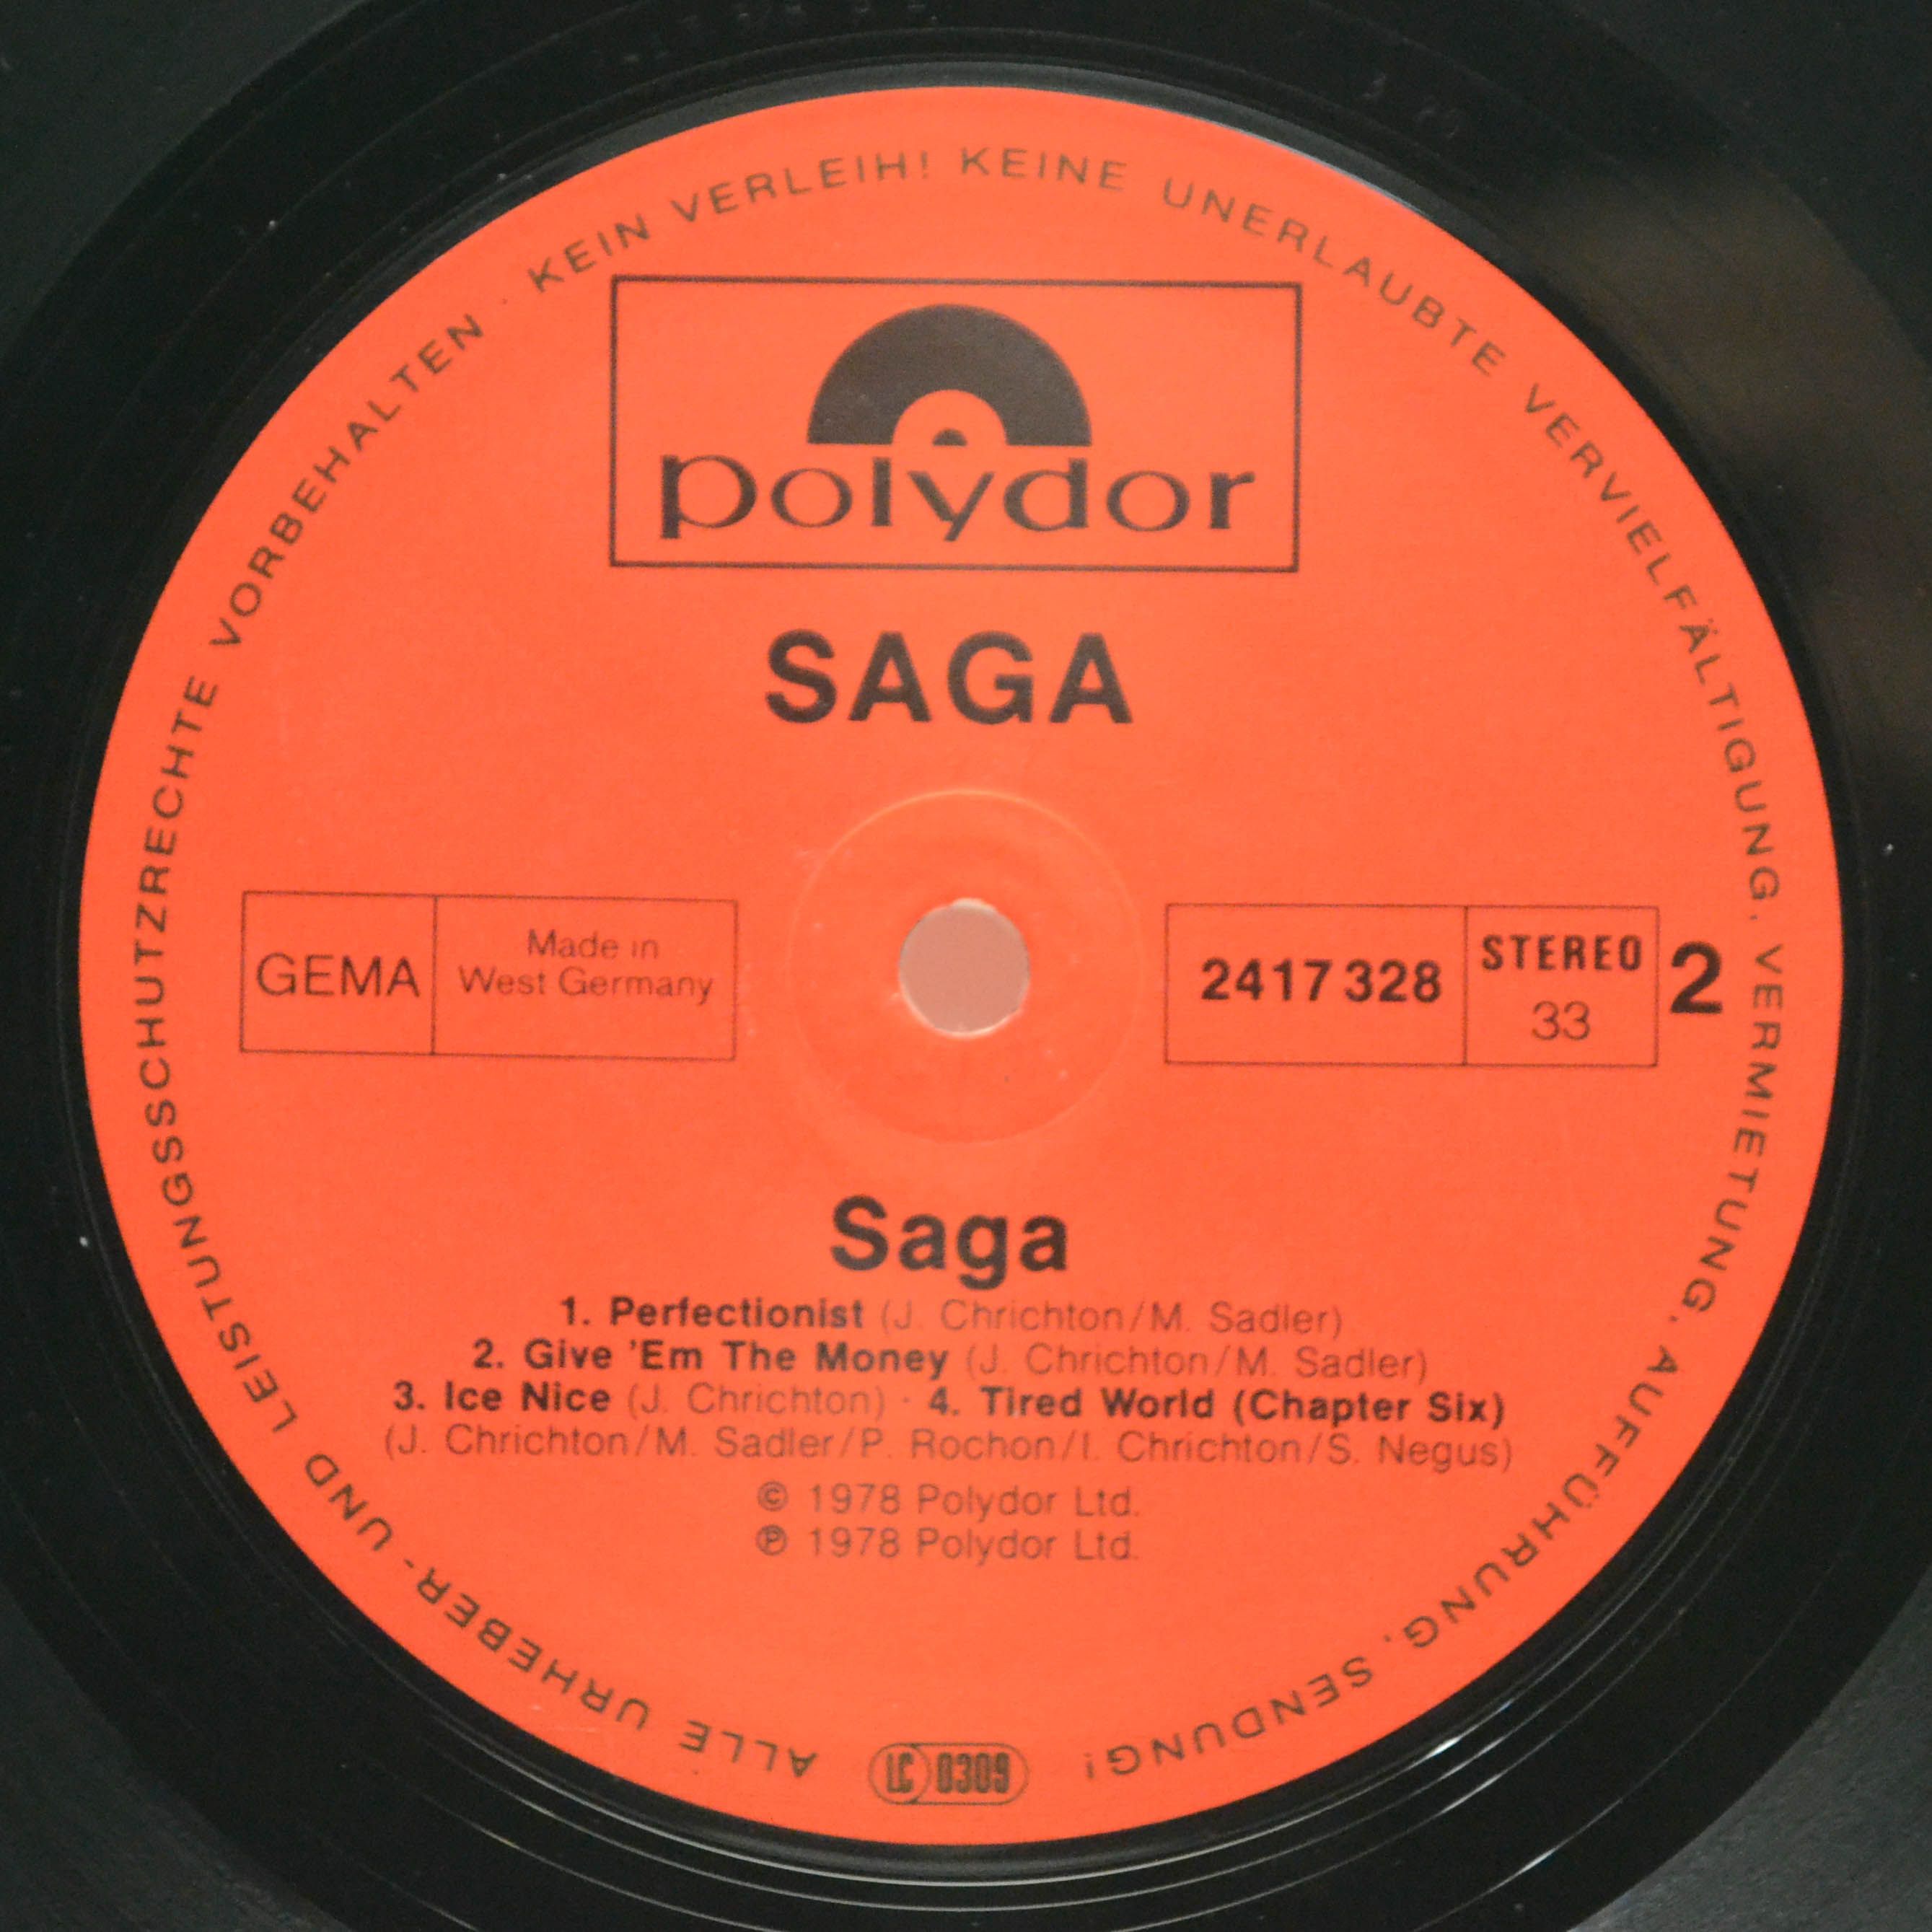 ALLE URHEBER- UND LEISTUNGSSCHUTZRECHTE VORBEHALTEN · KEIN VERLEIH! KEINE UNERLAUBTE VERVIELFÄLTIGUNG, VERMIETUNG, AUFFÜHRUNG, SENDUNG!
polydor
SAGA
GEMA
Made in
West Germany
2417 328
STEREO
33
2
Saga
1. Perfectionist (J. Chrichton/M. Sadler)
2. Give 'Em The Money (J. Chrichton/M. Sadler)
3. Ice Nice (J. Chrichton) · 4. Tired World (Chapter Six)
(J. Chrichton/M. Sadler/P. Rochon/I. Chrichton/S. Negus)
© 1978 Polydor Ltd.
℗ 1978 Polydor Ltd.
LC 0309